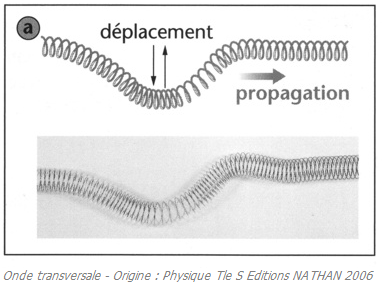 a
déplacement
propagation
Onde transversale - Origine : Physique Tle S Editions NATHAN 2006